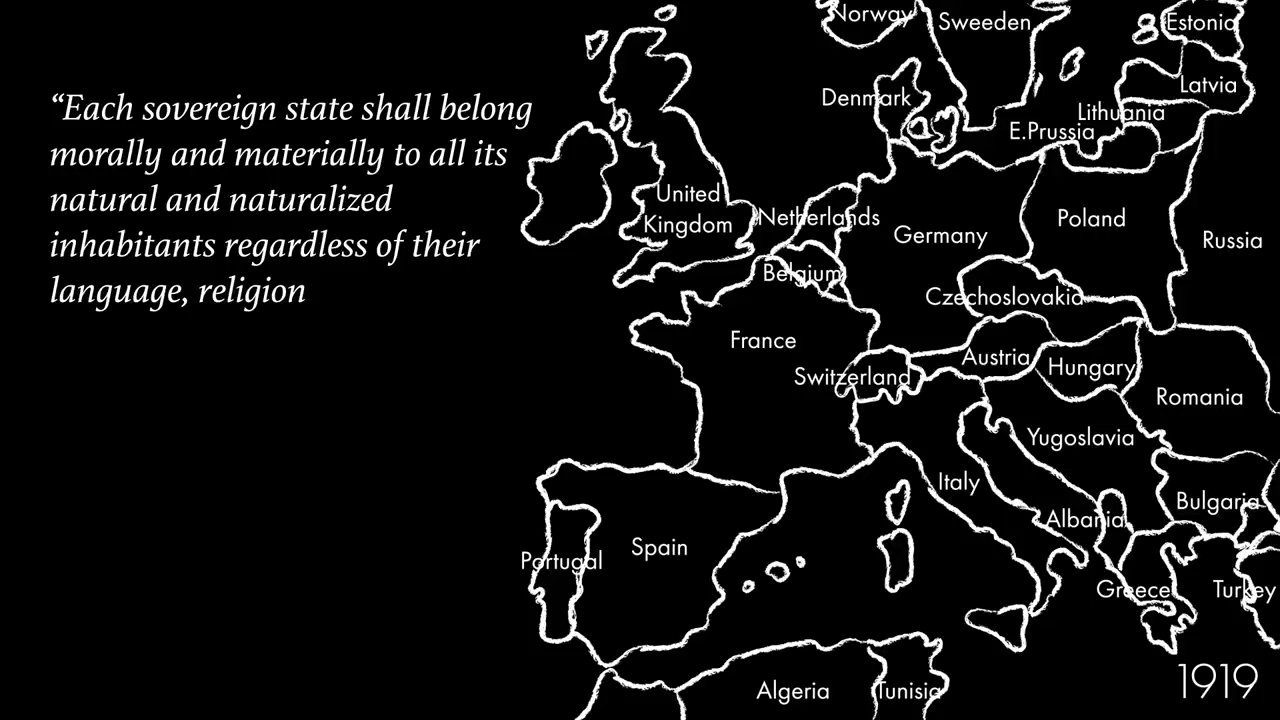 “Each sovereign state shall belong
morally and materially to all its
natural and naturalized
inhabitants regardless of their
language, religion
Norway
Sweeden
Estonia
Latvia
Denmark
Lithuania
E.Prussia
United
Kingdom
Netherlands
Poland
Germany
Russia
Belgium
Czechoslovakia
France
Austria
Switzerland
Hungary
Romania
Yugoslavia
Italy
Bulgaria
Albania
Spain
Portugal
Greece
Turkey
Algeria
Tunisia
1919